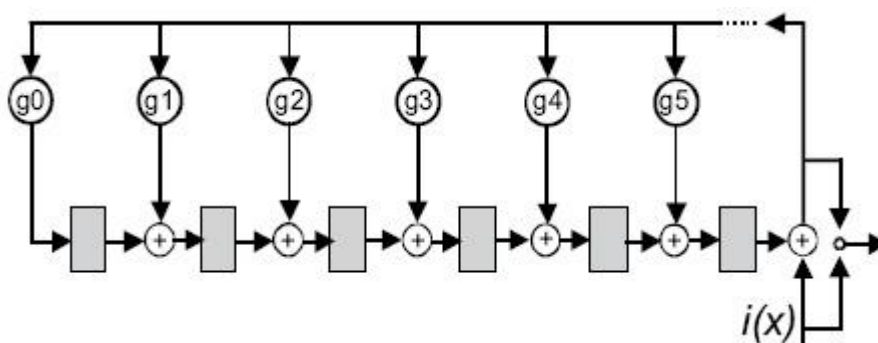 g0 g1 g2 g3 g4 g5
+ + + + + +
i(x)